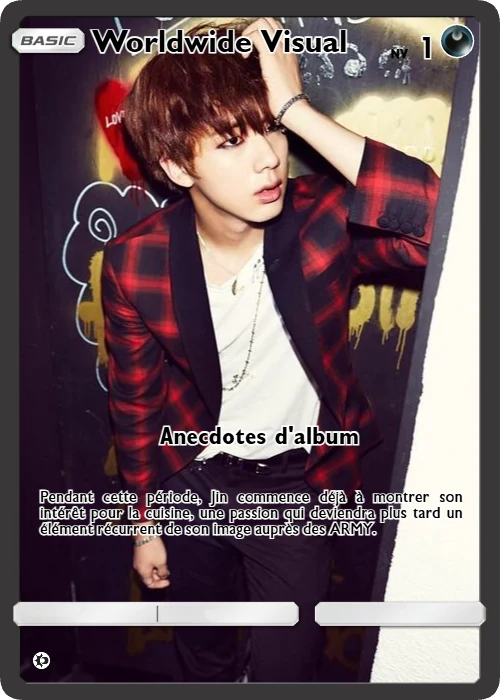 BASIC Worldwide Visual NV 1
LOVE
Anecdotes d'album
Pendant cette période, Jin commence déjà à montrer son
intérêt pour la cuisine, une passion qui deviendra plus tard un
élément récurrent de son image auprès des ARMY.